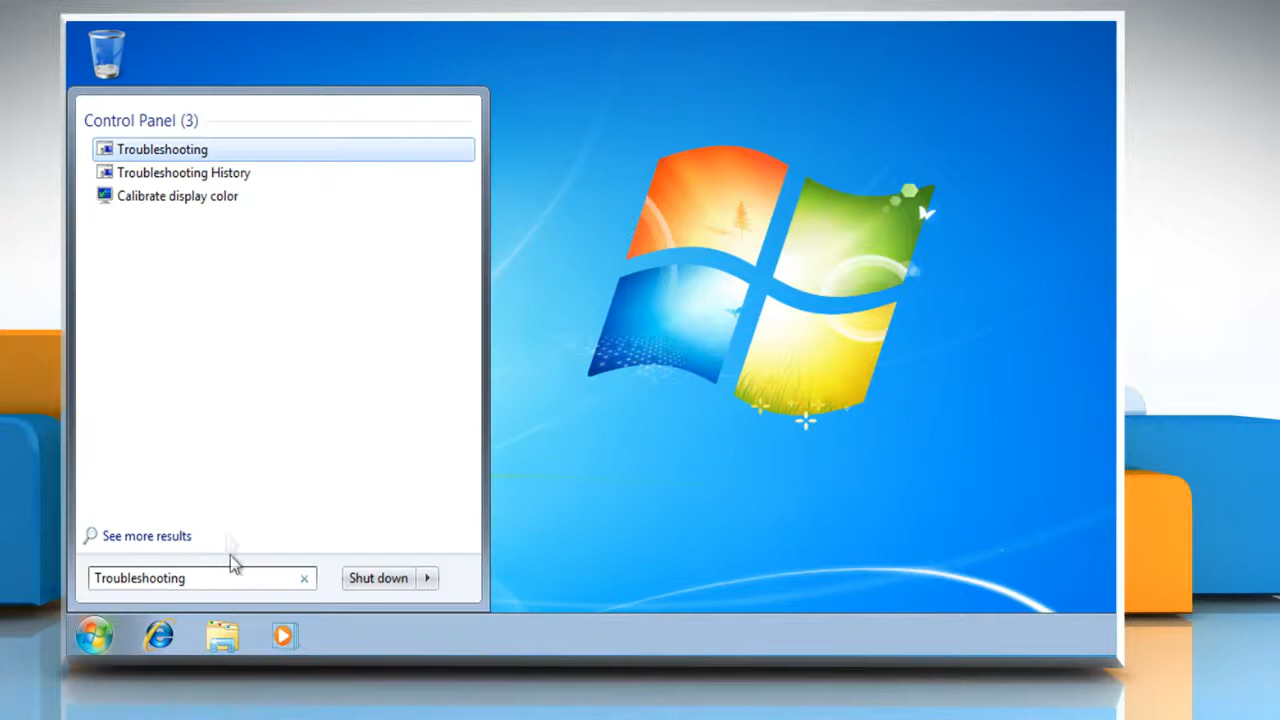 Control Panel (3)
Troubleshooting
Troubleshooting History
Calibrate display color
See more results
Troubleshooting
Shut down